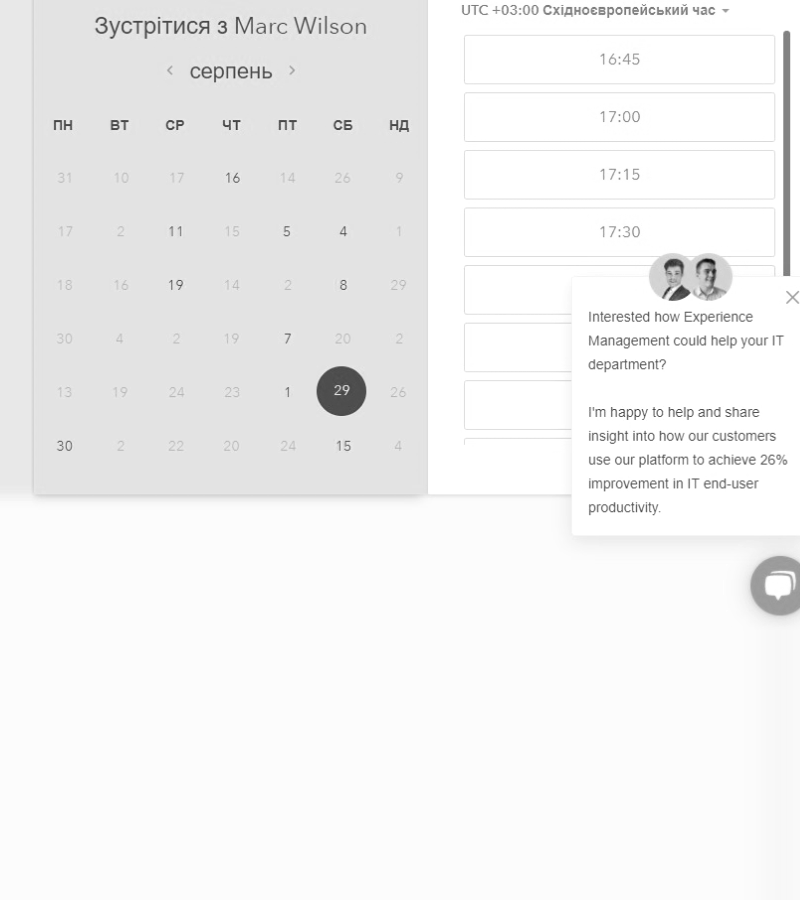 Зустрітися з Marc Wilson
серпень
ПН ВТ СР ЧТ ПТ СБ НД
31 10 17 16 14 26 9
17 2 11 15 5 4 1
18 16 19 14 2 8 29
30 4 2 19 7 20 2
13 19 24 23 1 29 26
30 2 22 20 24 15 4
UTC +03:00 Східноєвропейський час
16:45
17:00
17:15
17:30
Interested how Experience
Management could help your IT
department?
I'm happy to help and share
insight into how our customers
use our platform to achieve 26%
improvement in IT end-user
productivity.